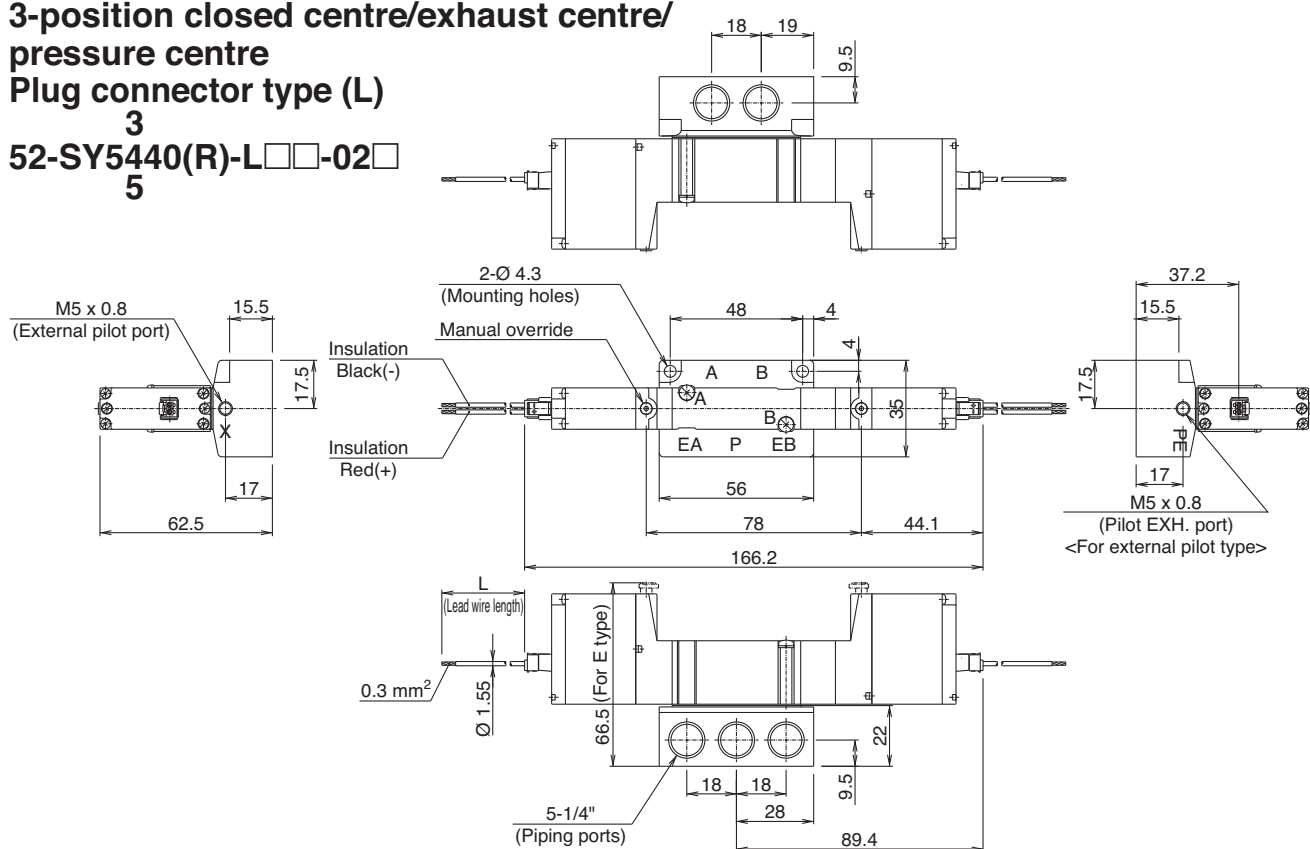 3-position closed centre/exhaust centre/
pressure centre
Plug connector type (L)
3
52-SY5440(R)-L□□-02□
5
18
19
9.5
M5 x 0.8
(External pilot port)
15.5
17.5
X
17
62.5
2-Ø 4.3
(Mounting holes)
Manual override
Insulation
Black(-)
Insulation
Red(+)
48
4
4
A B
A
B
EA P EB
35
56
78
44.1
166.2
37.2
15.5
17.5
PE
17
M5 x 0.8
(Pilot EXH. port)
<For external pilot type>
L
(Lead wire length)
0.3 mm²
Ø 1.55
66.5 (For E type)
22
9.5
18
18
28
5-1/4"
(Piping ports)
89.4